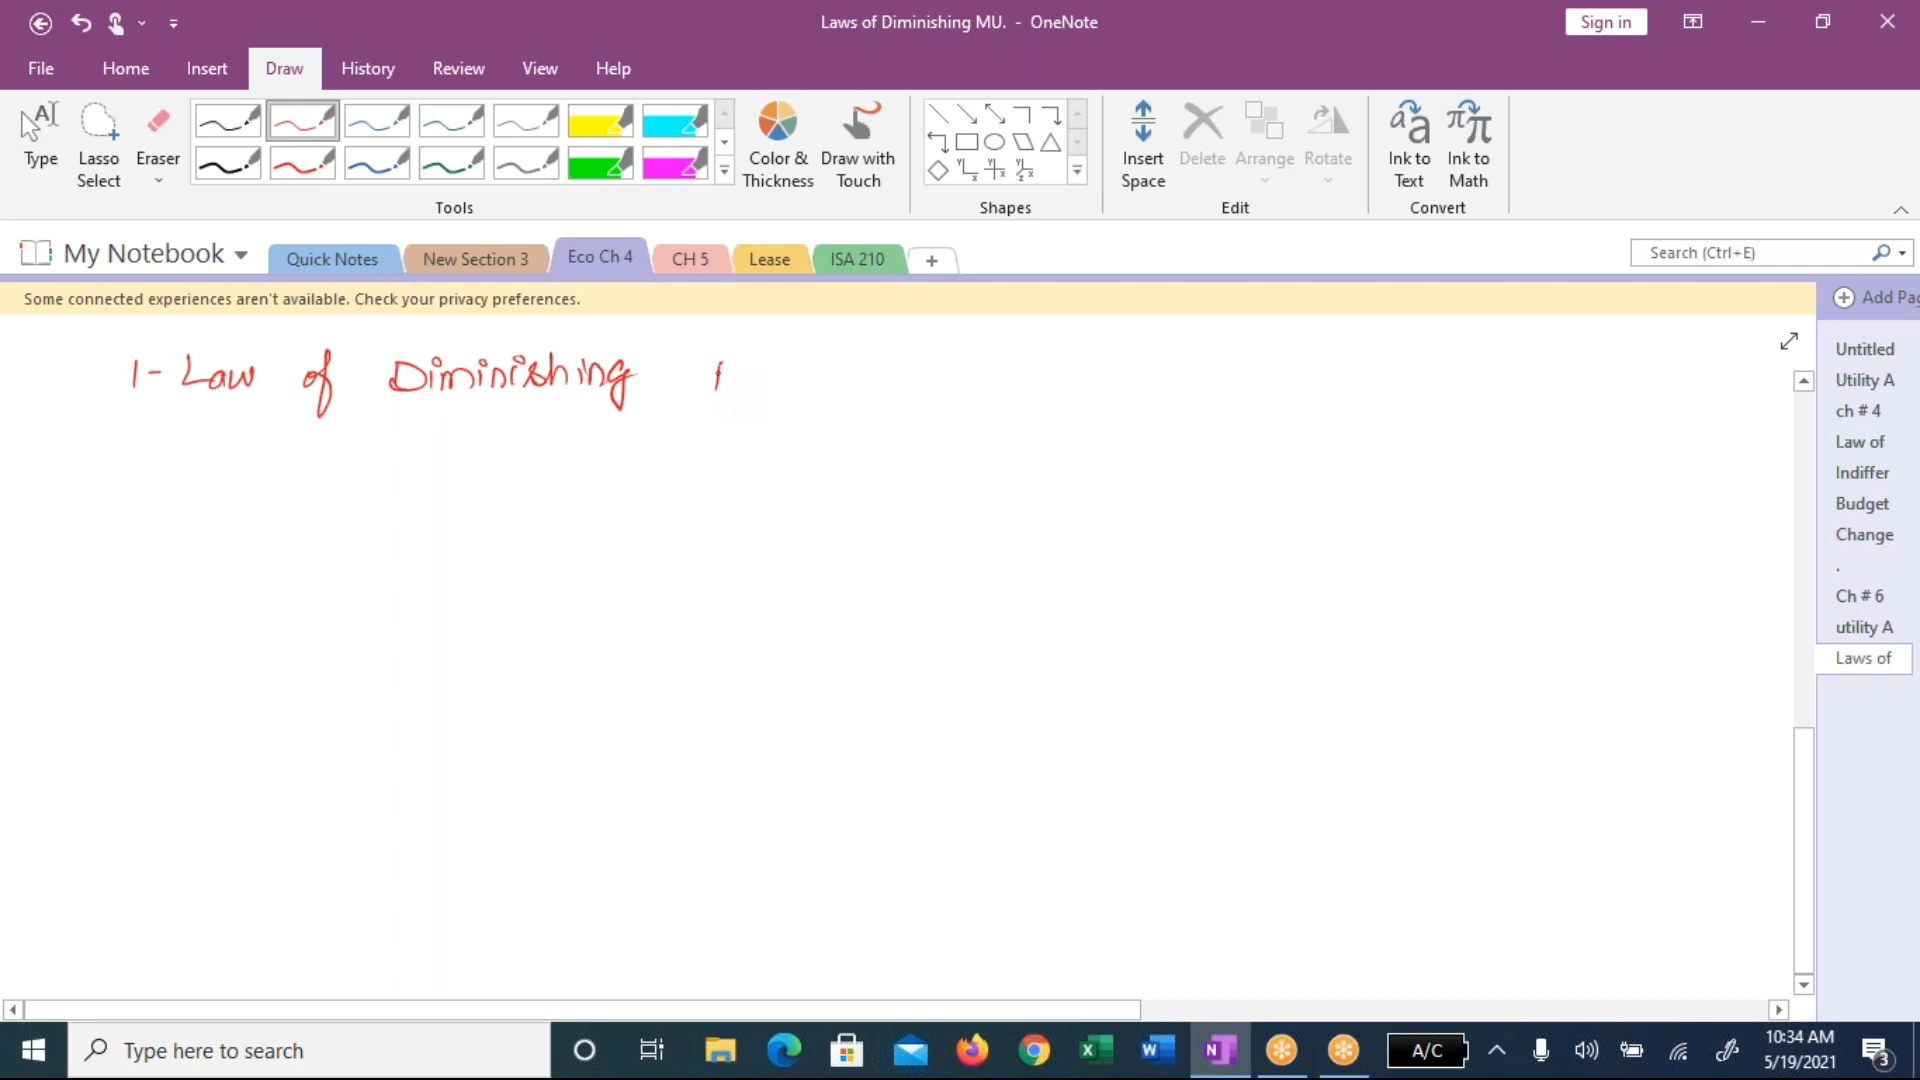 Laws of Diminishing MU. - OneNote
Sign in
File Home Insert Draw History Review View Help
Type
Lasso Select
Eraser
Color & Thickness
Draw with Touch
Insert Space
Delete
Arrange
Rotate
Ink to Text
Ink to Math
Tools
Shapes
Edit
Convert
My Notebook
Quick Notes
New Section 3
Eco Ch 4
CH 5
Lease
ISA 210
Search (Ctrl+E)
Some connected experiences aren't available. Check your privacy preferences.
Add Pag
Untitled
Utility A
ch # 4
Law of
Indiffer
Budget
Change
.
Ch # 6
utility A
Laws of
1 - Law of Diminishing
Type here to search
A/C
10:34 AM
5/19/2021
3